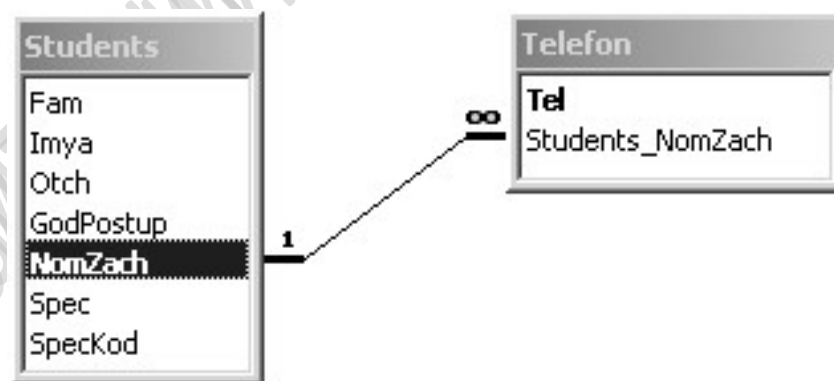 Students
Fam
Imya
Otch
GodPostup
NomZach
Spec
SpecKod
1
∞
Telefon
Tel
Students_NomZach